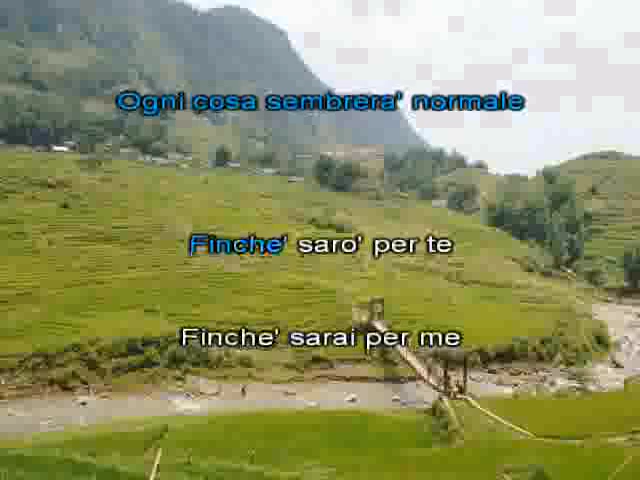 Ogni cosa sembrera' normale
Finche' saro' per te
Finche' sarai per me